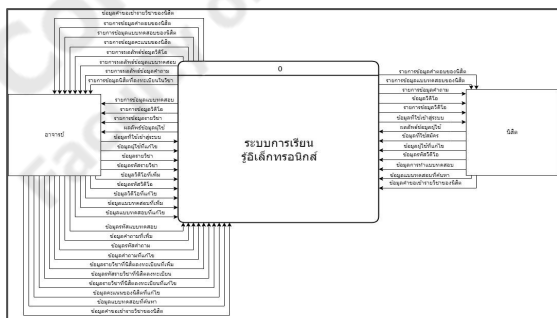 ข้อมูลคำขอเข้ารายวิชาของนิสิต
รายการข้อมูลคำตอบของนิสิต
รายการข้อมูลแบบทดสอบของนิสิต
รายการข้อมูลคะแนนของนิสิต
รายการผลลัพธ์ข้อมูลวิดีโอ
รายการผลลัพธ์ข้อมูลแบบทดสอบ
รายการผลลัพธ์ข้อมูลคำถาม
รายการข้อมูลนิสิตที่ลงทะเบียนในวิชา
0
รายการข้อมูลแบบทดสอบ
รายการข้อมูลวิดีโอ
รายการข้อมูลรายวิชา
ผลลัพธ์ข้อมูลผู้ใช้
ข้อมูลที่ใช้เข้าสู่ระบบ
ข้อมูลผู้ใช้ที่แก้ไข
ข้อมูลรายวิชา
ข้อมูลรหัสรายวิชา
ข้อมูลวิดีโอที่เพิ่ม
ข้อมูลรหัสวิดีโอ
ข้อมูลวิดีโอที่แก้ไข
ข้อมูลแบบทดสอบที่เพิ่ม
ข้อมูลแบบทดสอบที่แก้ไข
อาจารย์
ระบบการเรียน
รู้อิเล็กทรอนิกส์
รายการข้อมูลคำตอบของนิสิต
รายการข้อมูลคำถาม
ข้อมูลวิดีโอ
รายการข้อมูลวิดีโอ
ข้อมูลที่ใช้เข้าสู่ระบบ
ผลลัพธ์ข้อมูลผู้ใช้
ข้อมูลที่ใช้สมัคร
ข้อมูลผู้ใช้ที่แก้ไข
ข้อมูลรหัสวิดีโอ
ข้อมูลการทำแบบทดสอบ
ข้อมูลแบบทดสอบที่ค้นหา
ข้อมูลคำขอเข้ารายวิชาของนิสิต
นิสิต
ข้อมูลรหัสแบบทดสอบ
ข้อมูลคำถามที่เพิ่ม
ข้อมูลรหัสคำถาม
ข้อมูลคำถามที่แก้ไข
ข้อมูลรายวิชาที่นิสิตลงทะเบียนที่เพิ่ม
ข้อมูลรหัสรายวิชาที่นิสิตลงทะเบียน
ข้อมูลรายวิชาที่นิสิตลงทะเบียนที่แก้ไข
ข้อมูลคะแนนของนิสิตที่แก้ไข
ข้อมูลแบบทดสอบที่ค้นหา
ข้อมูลคำขอเข้ารายวิชาของนิสิต